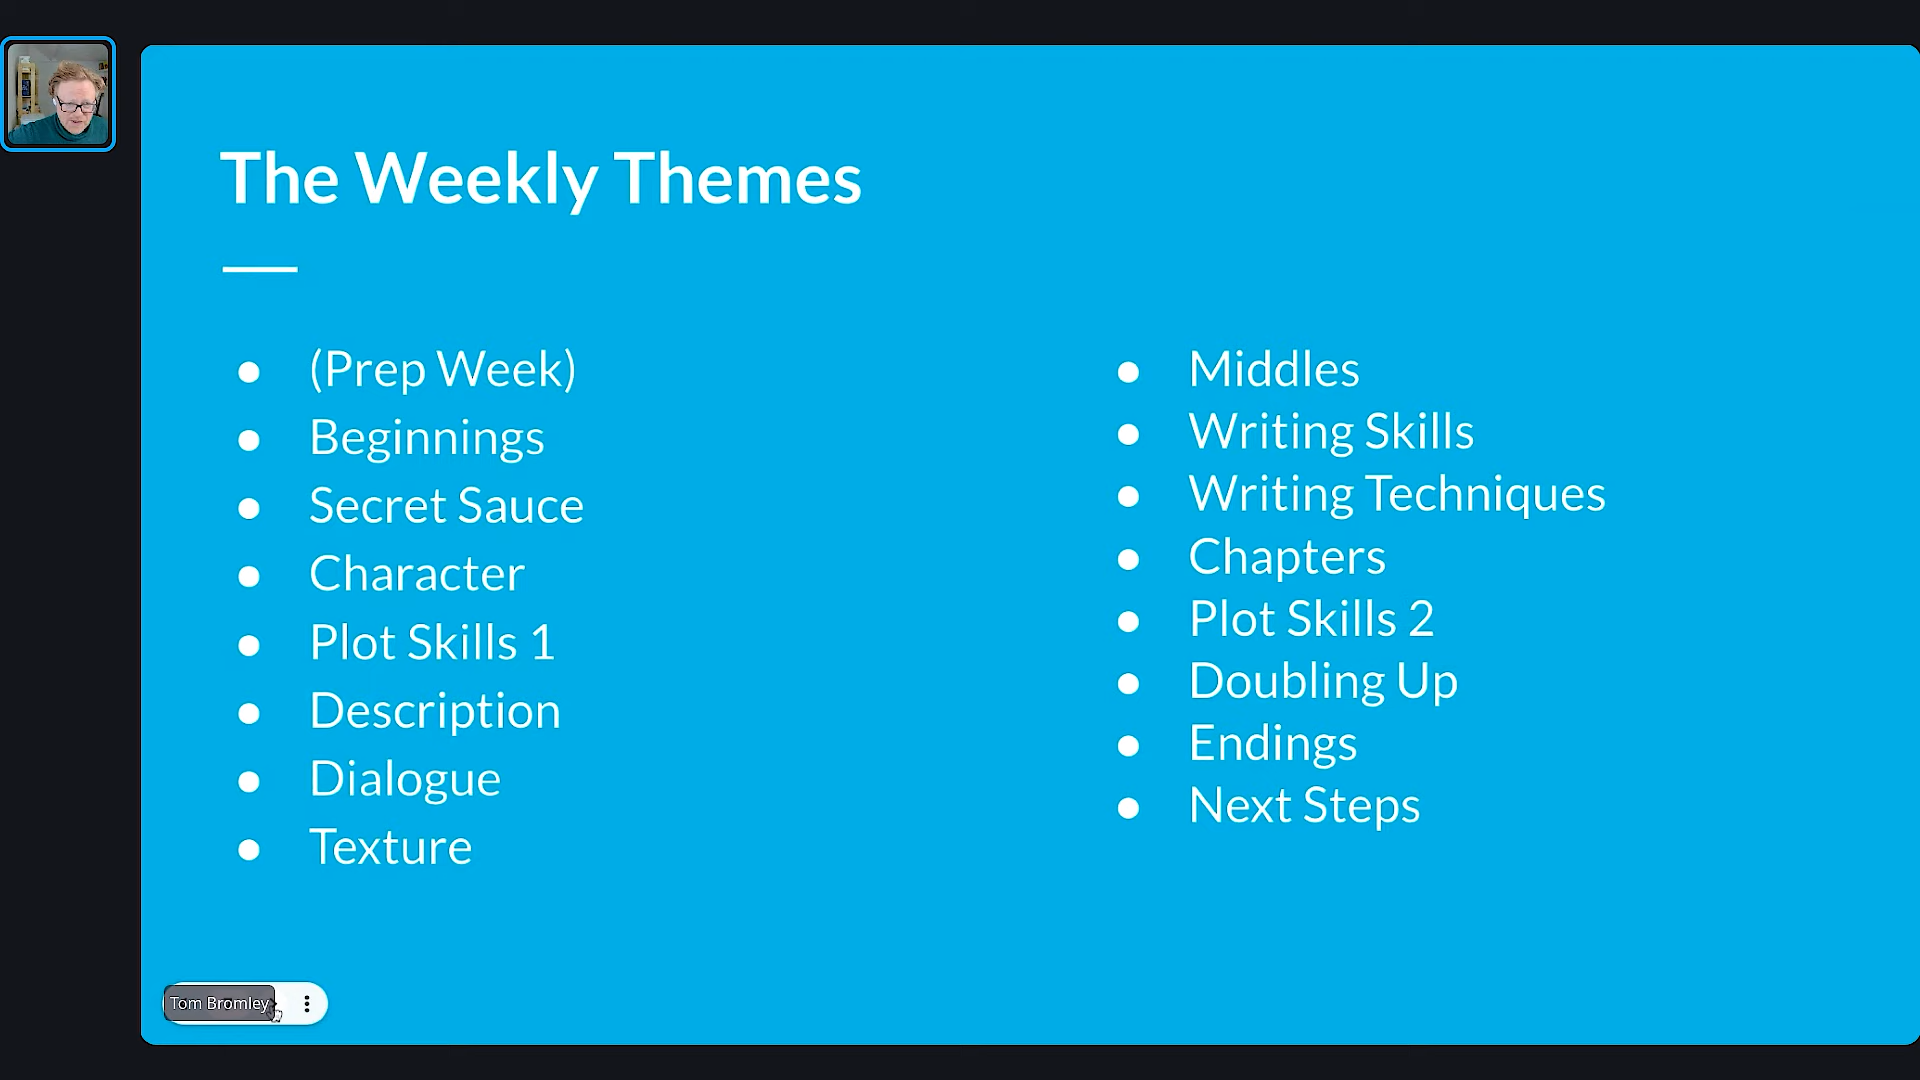 The Weekly Themes
(Prep Week)
Beginnings
Secret Sauce
Character
Plot Skills 1
Description
Dialogue
Texture
Middles
Writing Skills
Writing Techniques
Chapters
Plot Skills 2
Doubling Up
Endings
Next Steps
Tom Bromley